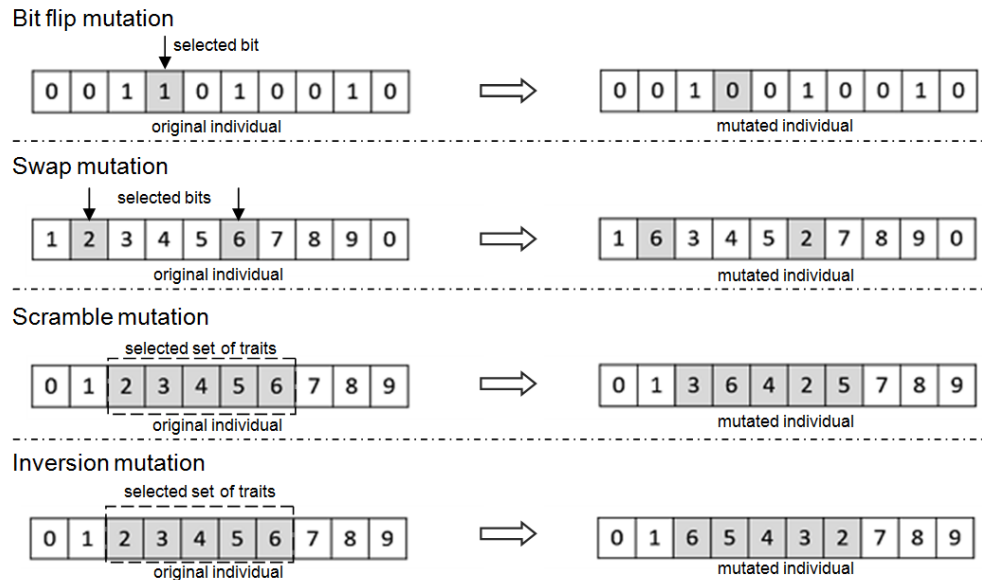 Bit flip mutation
selected bit
0 0 1 1 0 1 0 0 1 0
0 0 1 0 0 1 0 0 1 0
original individual
mutated individual
Swap mutation
selected bits
1 2 3 4 5 6 7 8 9 0
1 6 3 4 5 2 7 8 9 0
original individual
mutated individual
Scramble mutation
selected set of traits
0 1 2 3 4 5 6 7 8 9
0 1 3 6 4 2 5 7 8 9
original individual
mutated individual
Inversion mutation
selected set of traits
0 1 2 3 4 5 6 7 8 9
0 1 6 5 4 3 2 7 8 9
original individual
mutated individual